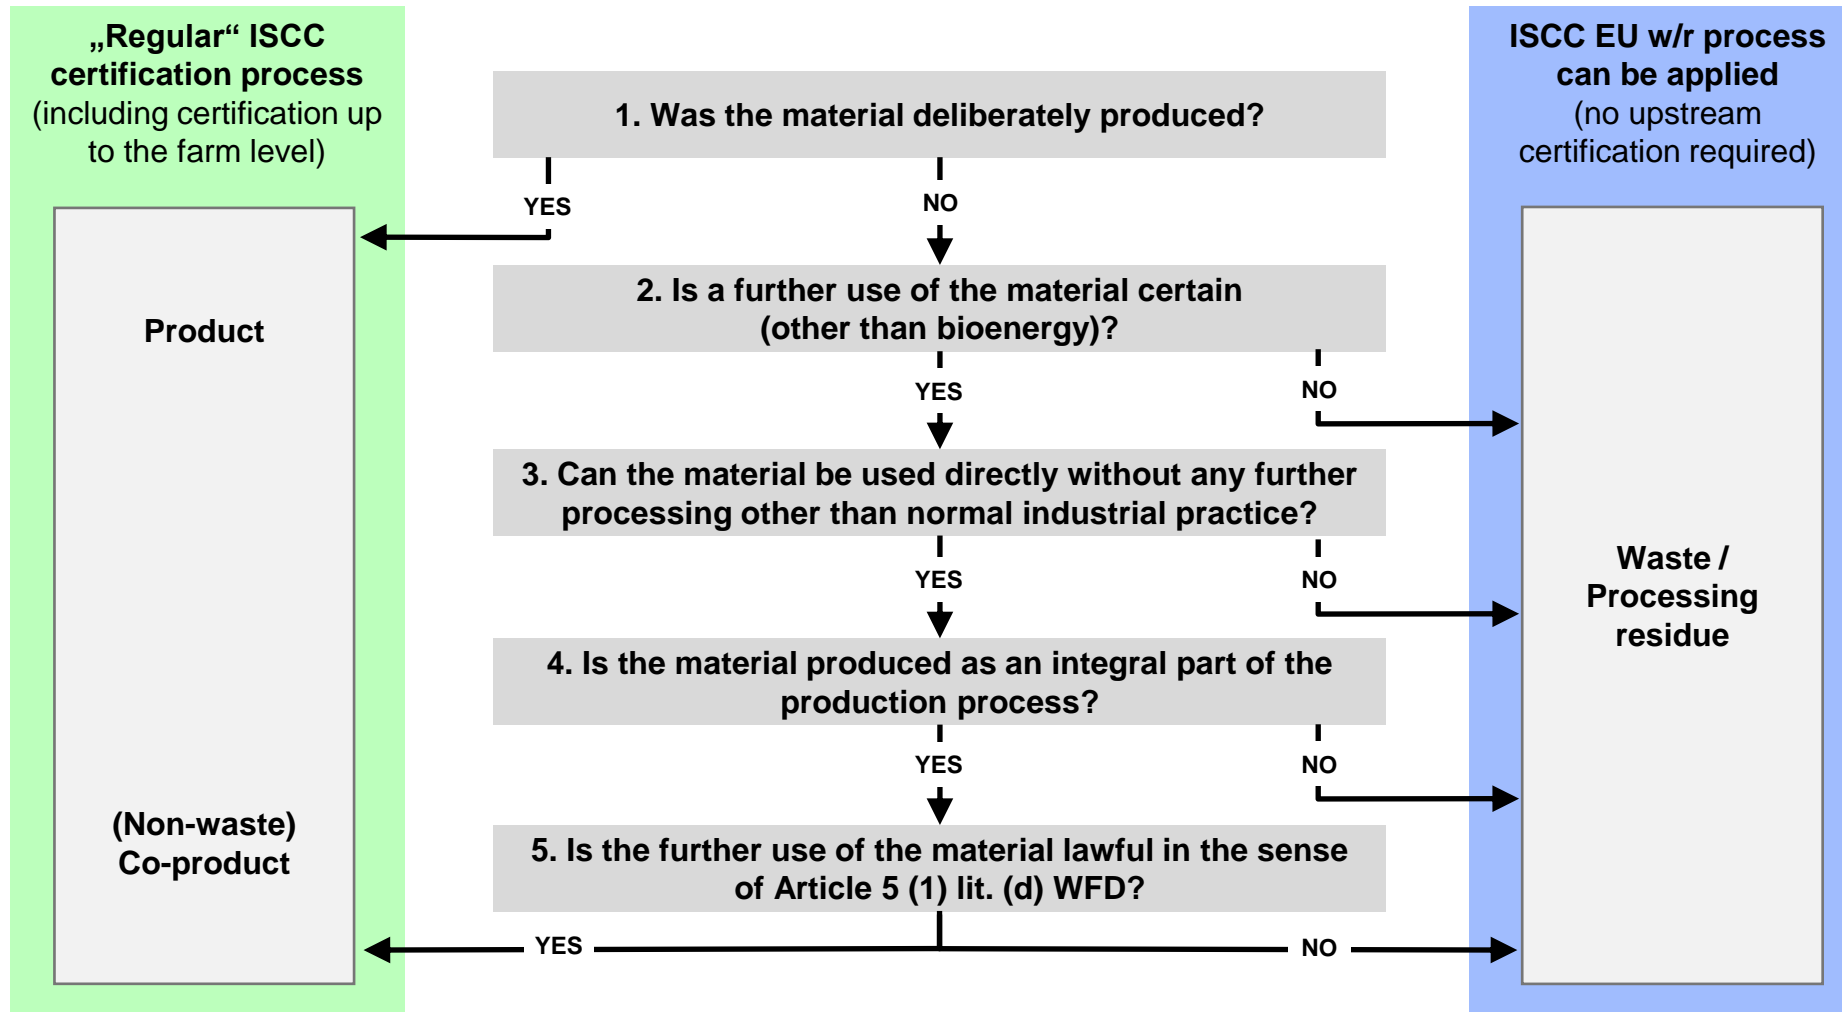 „Regular“ ISCC
certification process
(including certification up
to the farm level)
Product
(Non-waste)
Co-product
1. Was the material deliberately produced?
YES
NO
2. Is a further use of the material certain
(other than bioenergy)?
YES
NO
3. Can the material be used directly without any further
processing other than normal industrial practice?
YES
NO
4. Is the material produced as an integral part of the
production process?
YES
NO
5. Is the further use of the material lawful in the sense
of Article 5 (1) lit. (d) WFD?
YES
NO
ISCC EU w/r process
can be applied
(no upstream
certification required)
Waste /
Processing
residue